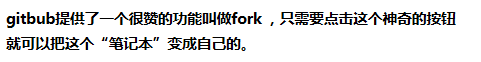 gitbub提供了一个很赞的功能叫做fork ，只需要点击这个神奇的按钮
就可以把这个“笔记本”变成自己的。